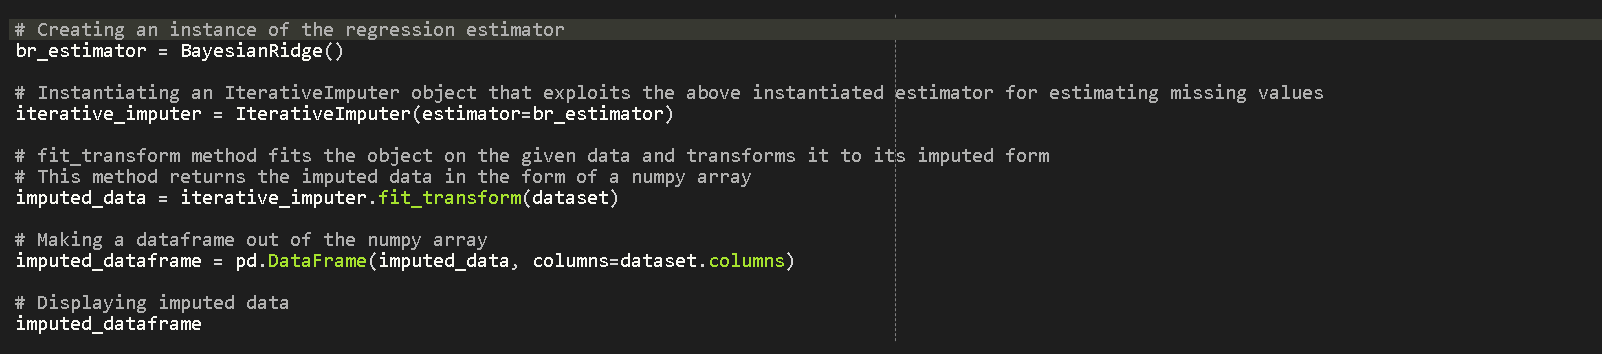 # Creating an instance of the regression estimator
br_estimator = BayesianRidge()
# Instantiating an IterativeImputer object that exploits the above instantiated estimator for estimating missing values
iterative_imputer = IterativeImputer(estimator=br_estimator)
# fit_transform method fits the object on the given data and transforms it to its imputed form
# This method returns the imputed data in the form of a numpy array
imputed_data = iterative_imputer.fit_transform(dataset)
# Making a dataframe out of the numpy array
imputed_dataframe = pd.DataFrame(imputed_data, columns=dataset.columns)
# Displaying imputed data
imputed_dataframe